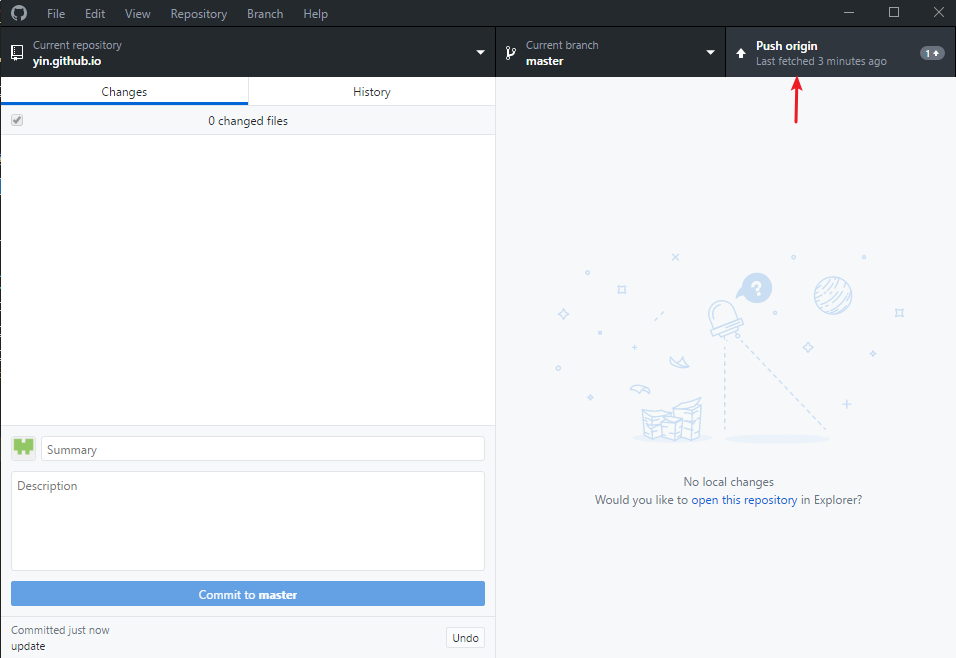 File Edit View Repository Branch Help
Current repository
yin.github.io
Current branch
master
Push origin
Last fetched 3 minutes ago
1
Changes
History
0 changed files
?
No local changes
Would you like to open this repository in Explorer?
Summary
Description
Commit to master
Committed just now
update
Undo